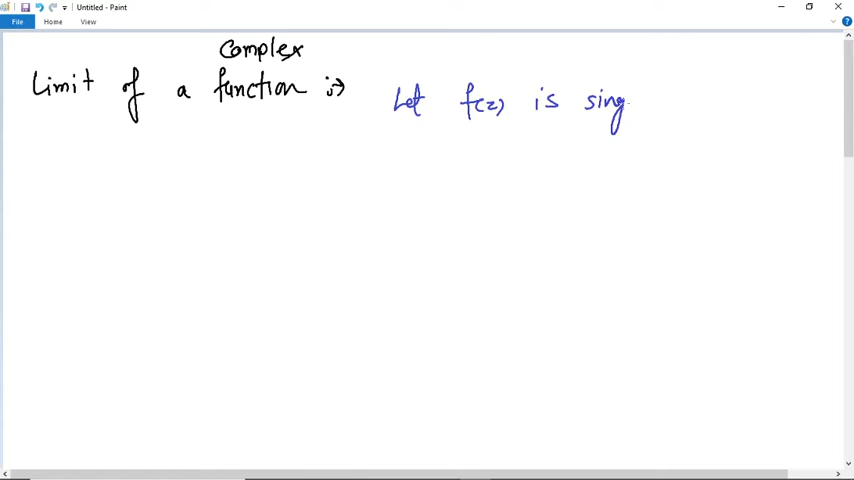 Untitled - Paint
File Home View
complex
Limit of a function :→ Let f(z) is sing